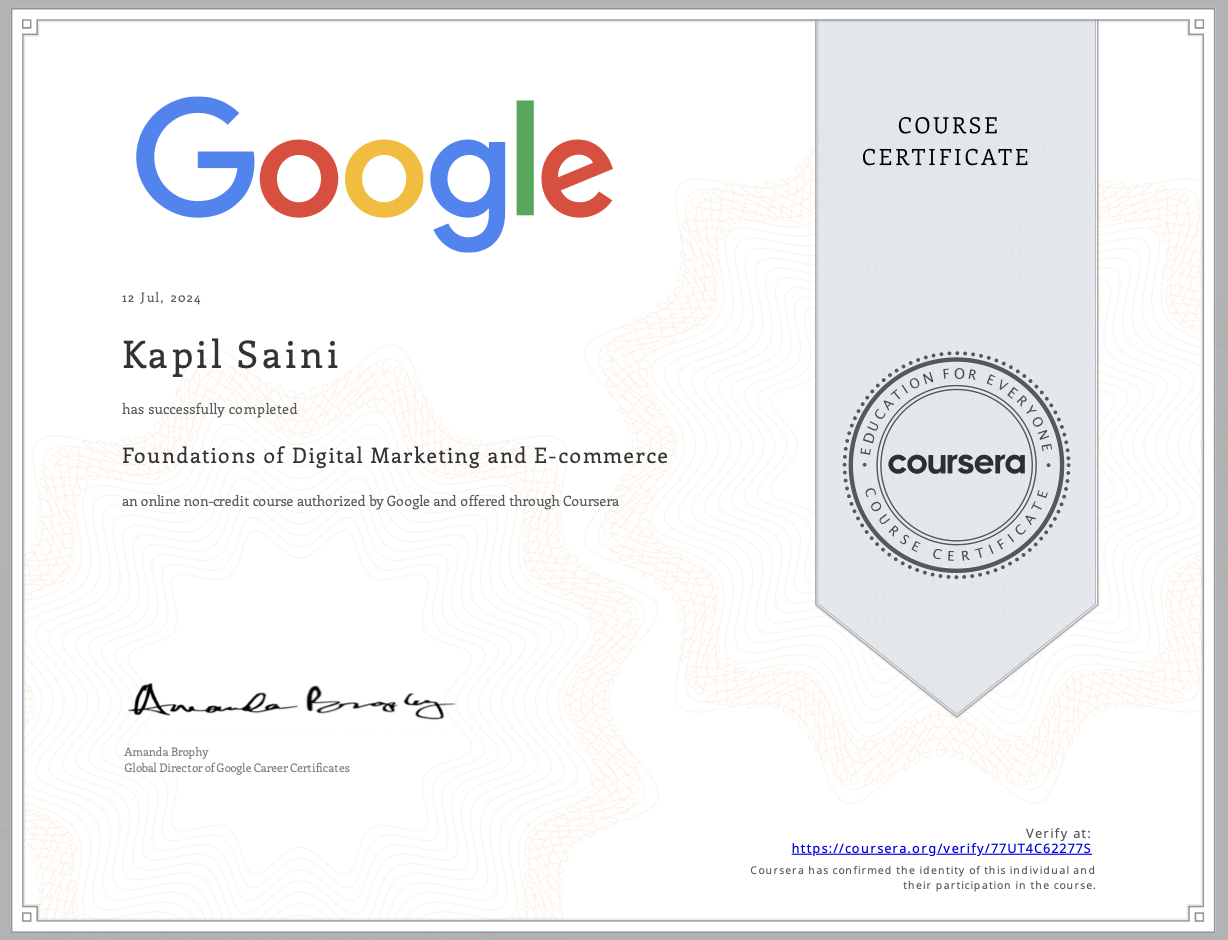 Google
COURSE
CERTIFICATE
12 Jul, 2024
Kapil Saini
has successfully completed
Foundations of Digital Marketing and E-commerce
an online non-credit course authorized by Google and offered through Coursera
• EDUCATION FOR EVERYONE •
coursera
COURSE CERTIFICATE
Amanda Brophy
Amanda Brophy
Global Director of Google Career Certificates
Verify at:
https://coursera.org/verify/77UT4C62277S
Coursera has confirmed the identity of this individual and
their participation in the course.